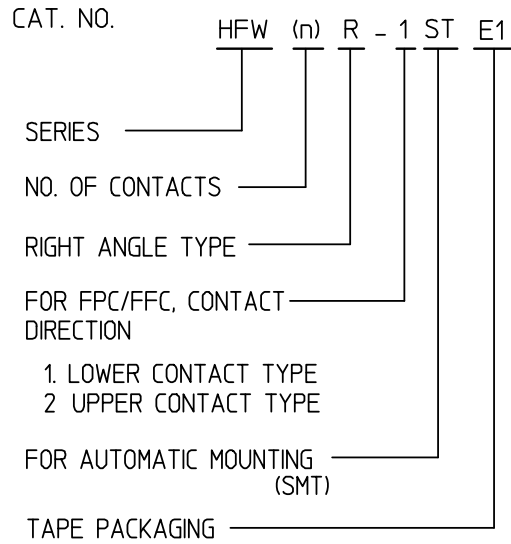 CAT. NO.
HFW (n) R - 1 ST E1
SERIES
NO. OF CONTACTS
RIGHT ANGLE TYPE
FOR FPC/FFC, CONTACT
DIRECTION
1. LOWER CONTACT TYPE
2 UPPER CONTACT TYPE
FOR AUTOMATIC MOUNTING
(SMT)
TAPE PACKAGING